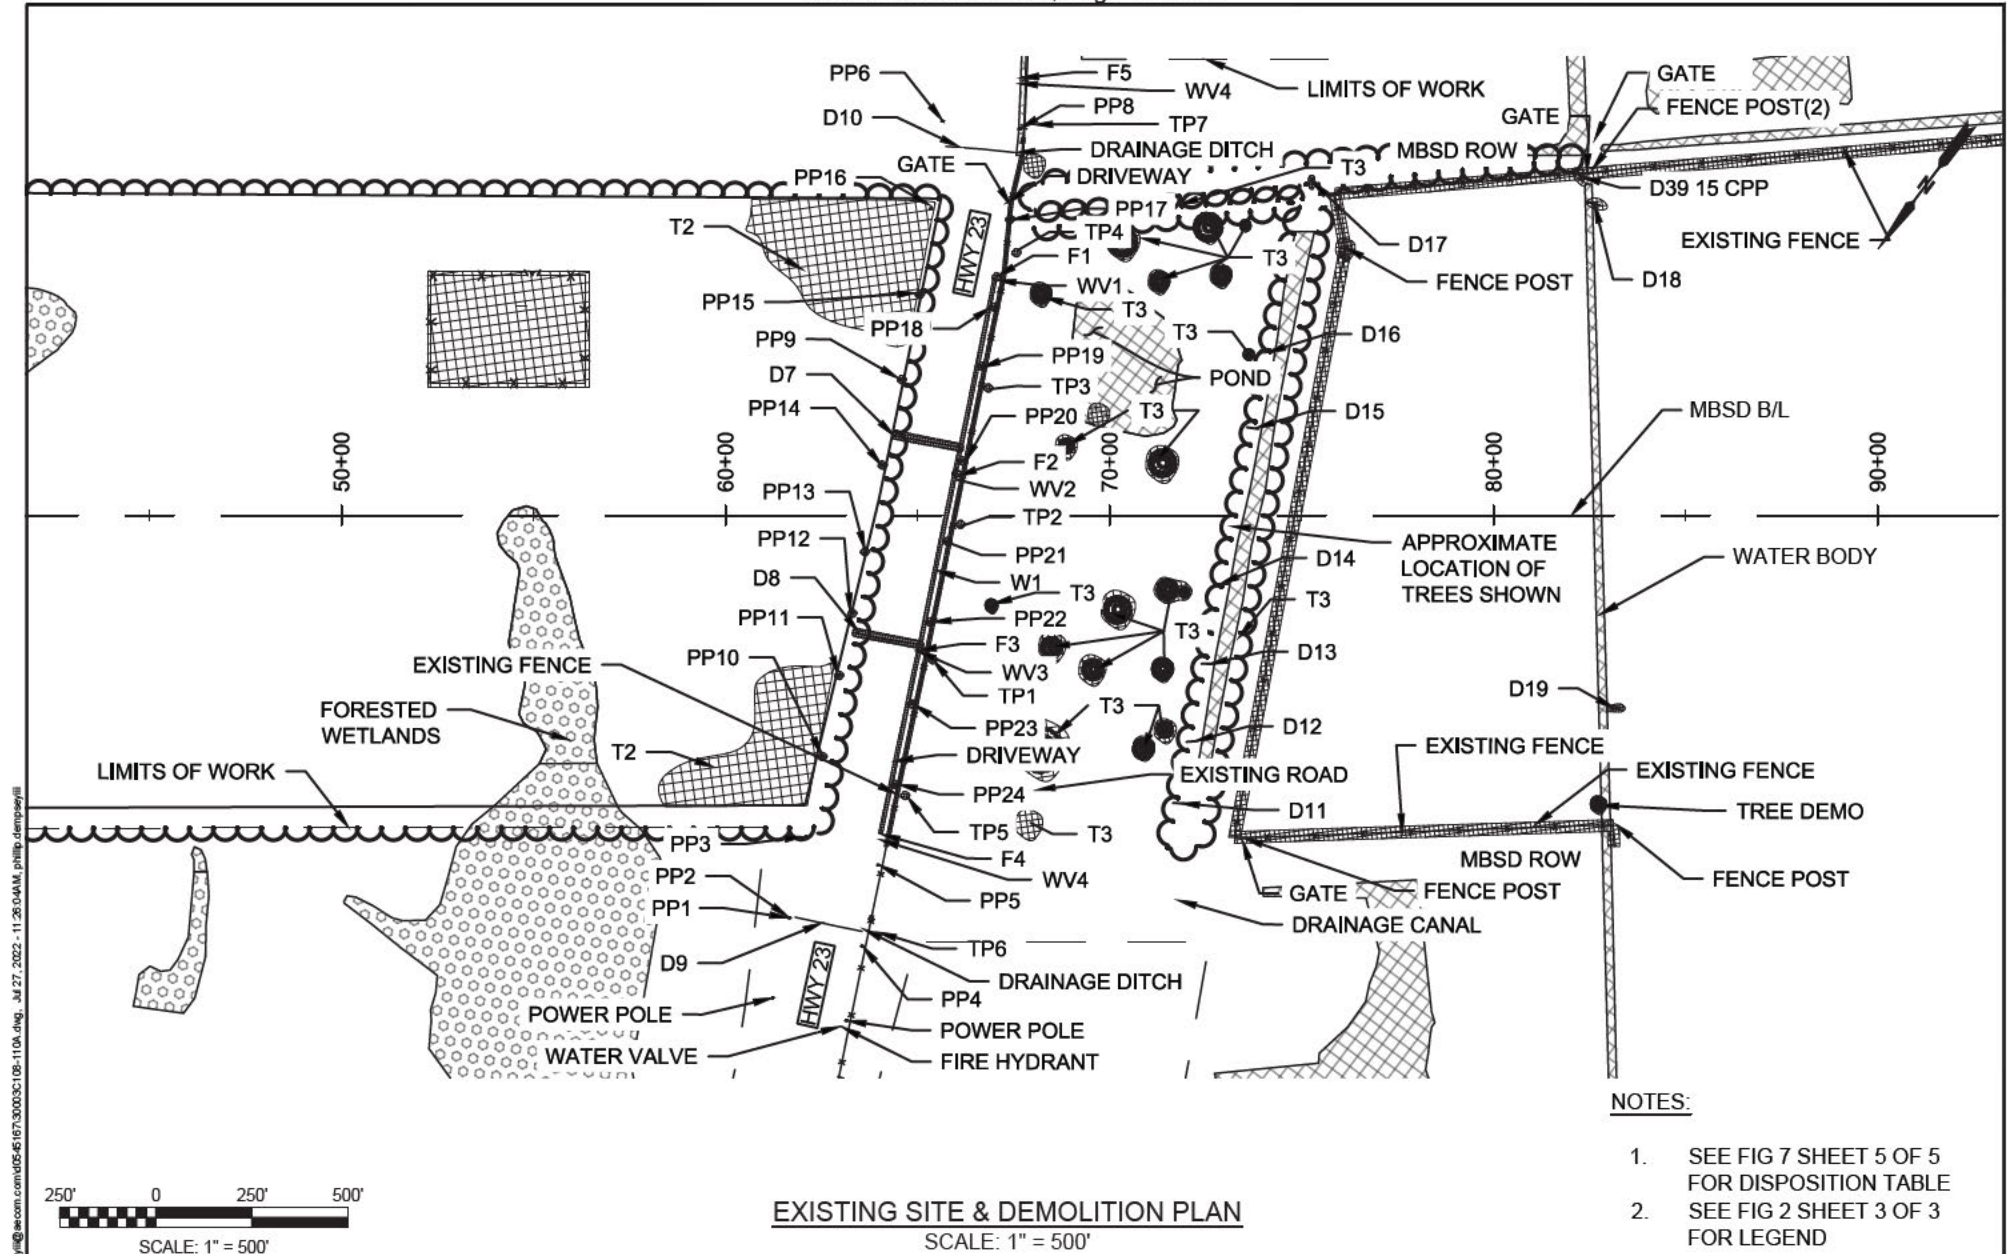 PP6
F5
WV4
LIMITS OF WORK
GATE
PP8
FENCE POST(2)
D10
TP7
GATE
DRAINAGE DITCH
MBSD ROW
GATE
T3
PP16
DRIVEWAY
D39 15 CPP
PP17
T2
TP4
D17
EXISTING FENCE
N
HWY 23
F1
T3
FENCE POST
D18
WV1
PP15
T3
PP18
T3
D16
PP9
PP19
D7
TP3
POND
PP14
PP20
T3
D15
MBSD B/L
50+00
60+00
70+00
80+00
90+00
F2
PP13
WV2
TP2
PP12
PP21
APPROXIMATE
LOCATION OF
TREES SHOWN
D14
WATER BODY
D8
W1
T3
T3
PP11
PP22
T3
F3
D13
PP10
EXISTING FENCE
WV3
TP1
D19
FORESTED
WETLANDS
T3
PP23
D12
T2
DRIVEWAY
EXISTING FENCE
LIMITS OF WORK
EXISTING ROAD
EXISTING FENCE
PP24
D11
TREE DEMO
TP5
T3
PP3
F4
MBSD ROW
PP2
WV4
FENCE POST
PP5
GATE
FENCE POST
PP1
DRAINAGE CANAL
D9
TP6
HWY 23
DRAINAGE DITCH
PP4
POWER POLE
POWER POLE
WATER VALVE
FIRE HYDRANT
NOTES:
1. SEE FIG 7 SHEET 5 OF 5
FOR DISPOSITION TABLE
2. SEE FIG 2 SHEET 3 OF 3
FOR LEGEND
250' 0 250' 500'
SCALE: 1" = 500'
EXISTING SITE & DEMOLITION PLAN
SCALE: 1" = 500'
Jul 27, 2022 - 11:26:04AM,